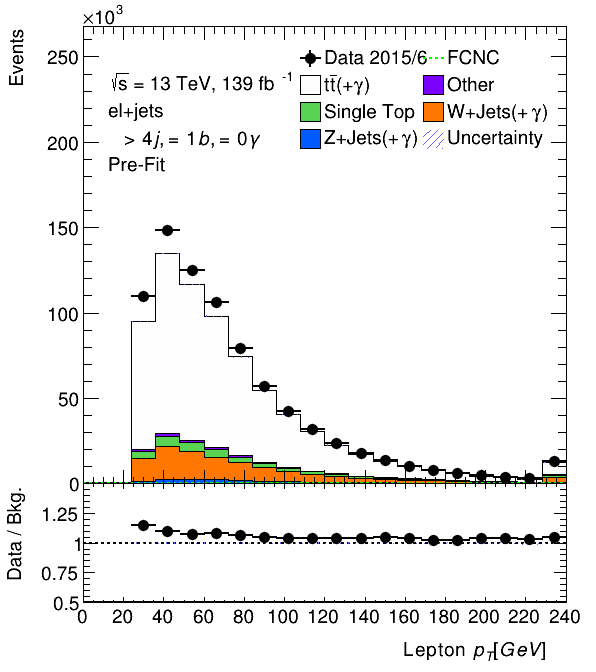 ×10³
Events
250
200
150
100
50
0
√s = 13 TeV, 139 fb⁻¹
el+jets
> 4j, = 1b, = 0γ
Pre-Fit
Data 2015/6
FCNC
tt̄(+γ)
Other
Single Top
W+Jets(+γ)
Z+Jets(+γ)
Uncertainty
Data / Bkg.
1.25
1
0.75
0.5
0 20 40 60 80 100 120 140 160 180 200 220 240
Lepton p_T[GeV]